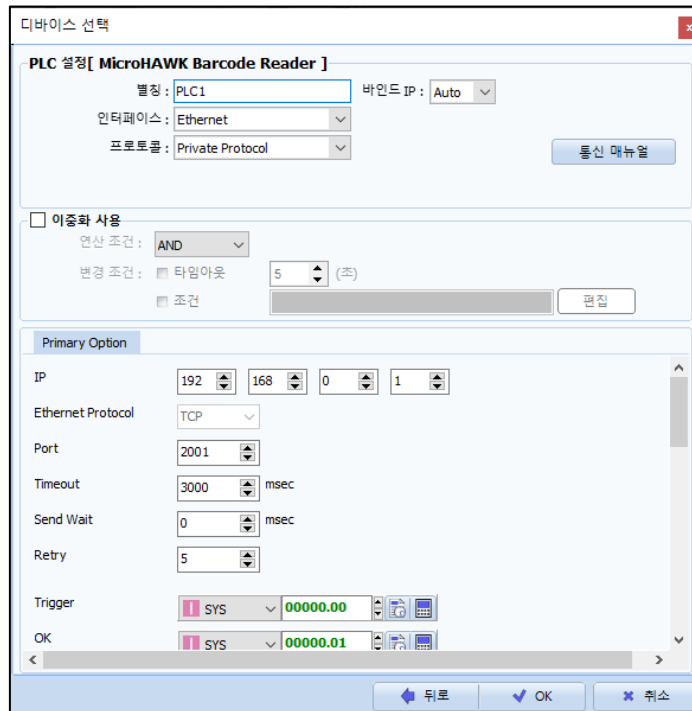 디바이스 선택
PLC 설정[ MicroHAWK Barcode Reader ]
별칭 : PLC1 바인드 IP : Auto
인터페이스 : Ethernet
프로토콜 : Private Protocol
통신 매뉴얼
이중화 사용
연산 조건 : AND
변경 조건 : 타임아웃 5 (초)
조건 편집
Primary Option
IP 192 168 0 1
Ethernet Protocol TCP
Port 2001
Timeout 3000 msec
Send Wait 0 msec
Retry 5
Trigger SYS 00000.00
OK SYS 00000.01
뒤로 OK 취소